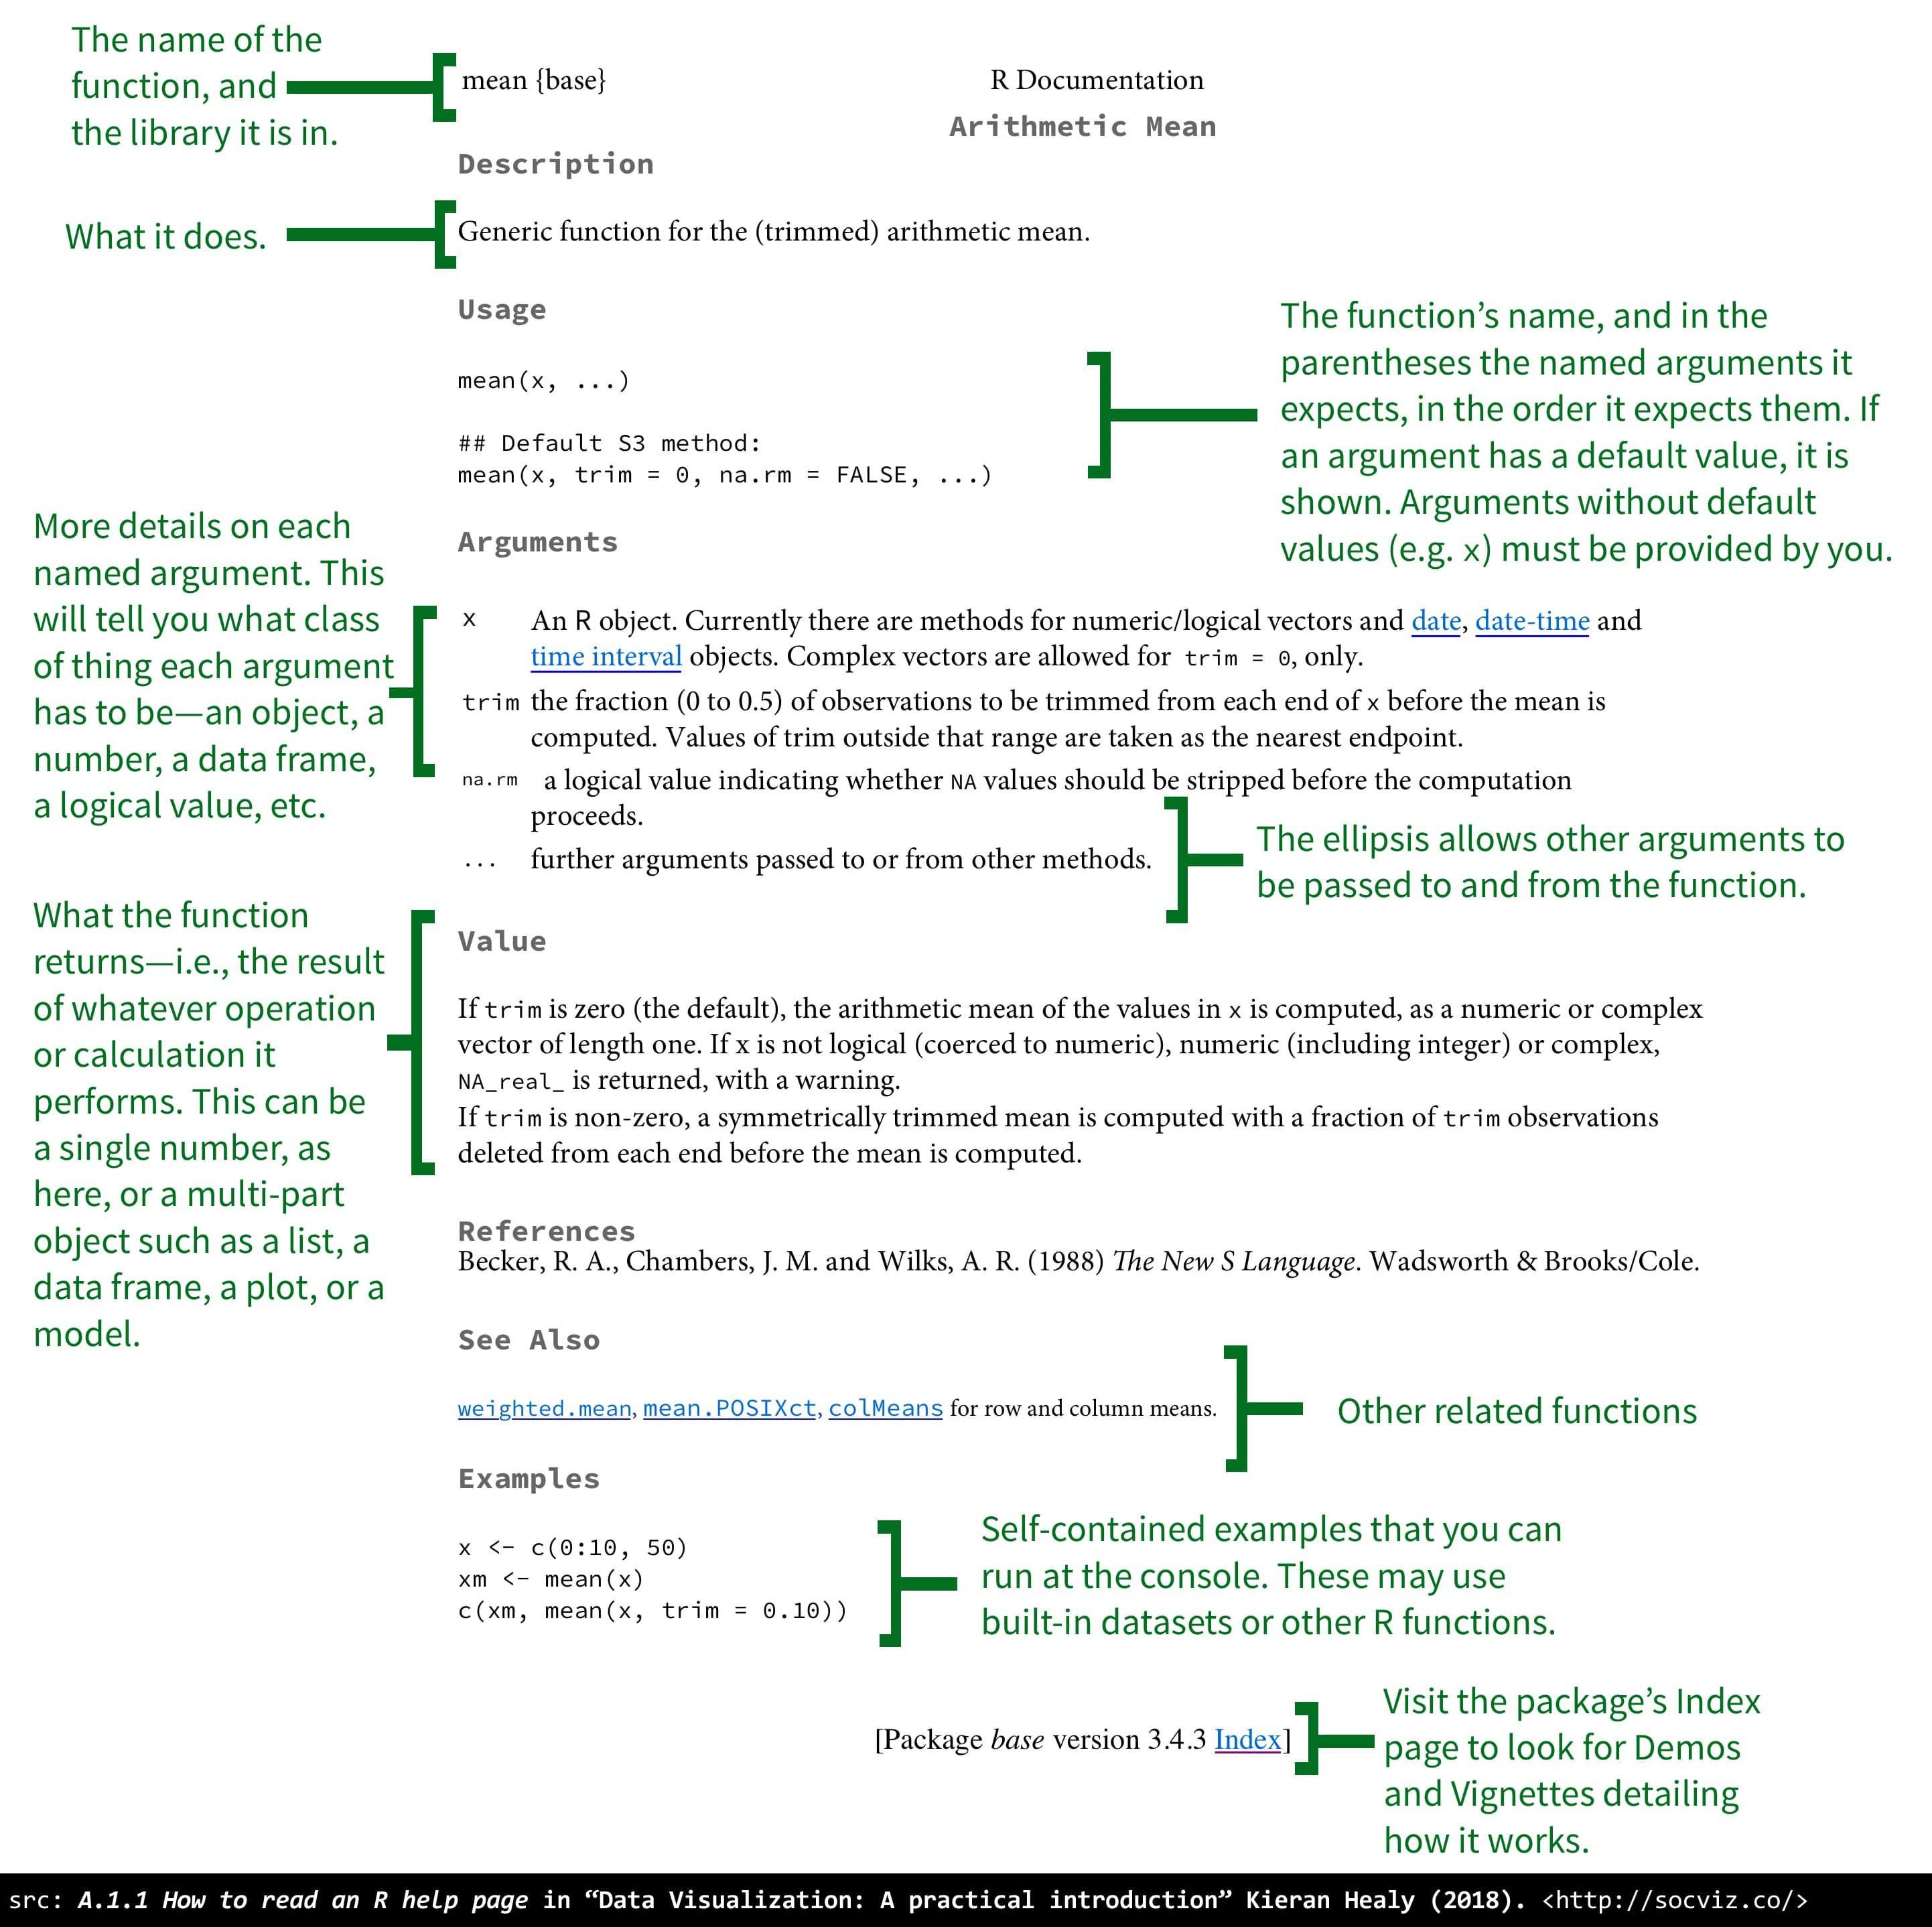 The name of the
function, and
the library it is in.
mean {base}
R Documentation
Arithmetic Mean
Description
What it does.
Generic function for the (trimmed) arithmetic mean.
Usage
mean(x, ...)
## Default S3 method:
mean(x, trim = 0, na.rm = FALSE, ...)
The function’s name, and in the
parentheses the named arguments it
expects, in the order it expects them. If
an argument has a default value, it is
shown. Arguments without default
values (e.g. x) must be provided by you.
More details on each
named argument. This
will tell you what class
of thing each argument
has to be—an object, a
number, a data frame,
a logical value, etc.
Arguments
x An R object. Currently there are methods for numeric/logical vectors and date, date-time and
time interval objects. Complex vectors are allowed for trim = 0, only.
trim the fraction (0 to 0.5) of observations to be trimmed from each end of x before the mean is
computed. Values of trim outside that range are taken as the nearest endpoint.
na.rm a logical value indicating whether NA values should be stripped before the computation
proceeds.
... further arguments passed to or from other methods.
The ellipsis allows other arguments to
be passed to and from the function.
What the function
returns—i.e., the result
of whatever operation
or calculation it
performs. This can be
a single number, as
here, or a multi-part
object such as a list, a
data frame, a plot, or a
model.
Value
If trim is zero (the default), the arithmetic mean of the values in x is computed, as a numeric or complex
vector of length one. If x is not logical (coerced to numeric), numeric (including integer) or complex,
NA_real_ is returned, with a warning.
If trim is non-zero, a symmetrically trimmed mean is computed with a fraction of trim observations
deleted from each end before the mean is computed.
References
Becker, R. A., Chambers, J. M. and Wilks, A. R. (1988) The New S Language. Wadsworth & Brooks/Cole.
See Also
weighted.mean, mean.POSIXct, colMeans for row and column means.
Other related functions
Examples
x <- c(0:10, 50)
xm <- mean(x)
c(xm, mean(x, trim = 0.10))
Self-contained examples that you can
run at the console. These may use
built-in datasets or other R functions.
[Package base version 3.4.3 Index]
Visit the package’s Index
page to look for Demos
and Vignettes detailing
how it works.
src: A.1.1 How to read an R help page in “Data Visualization: A practical introduction” Kieran Healy (2018). <http://socviz.co/>